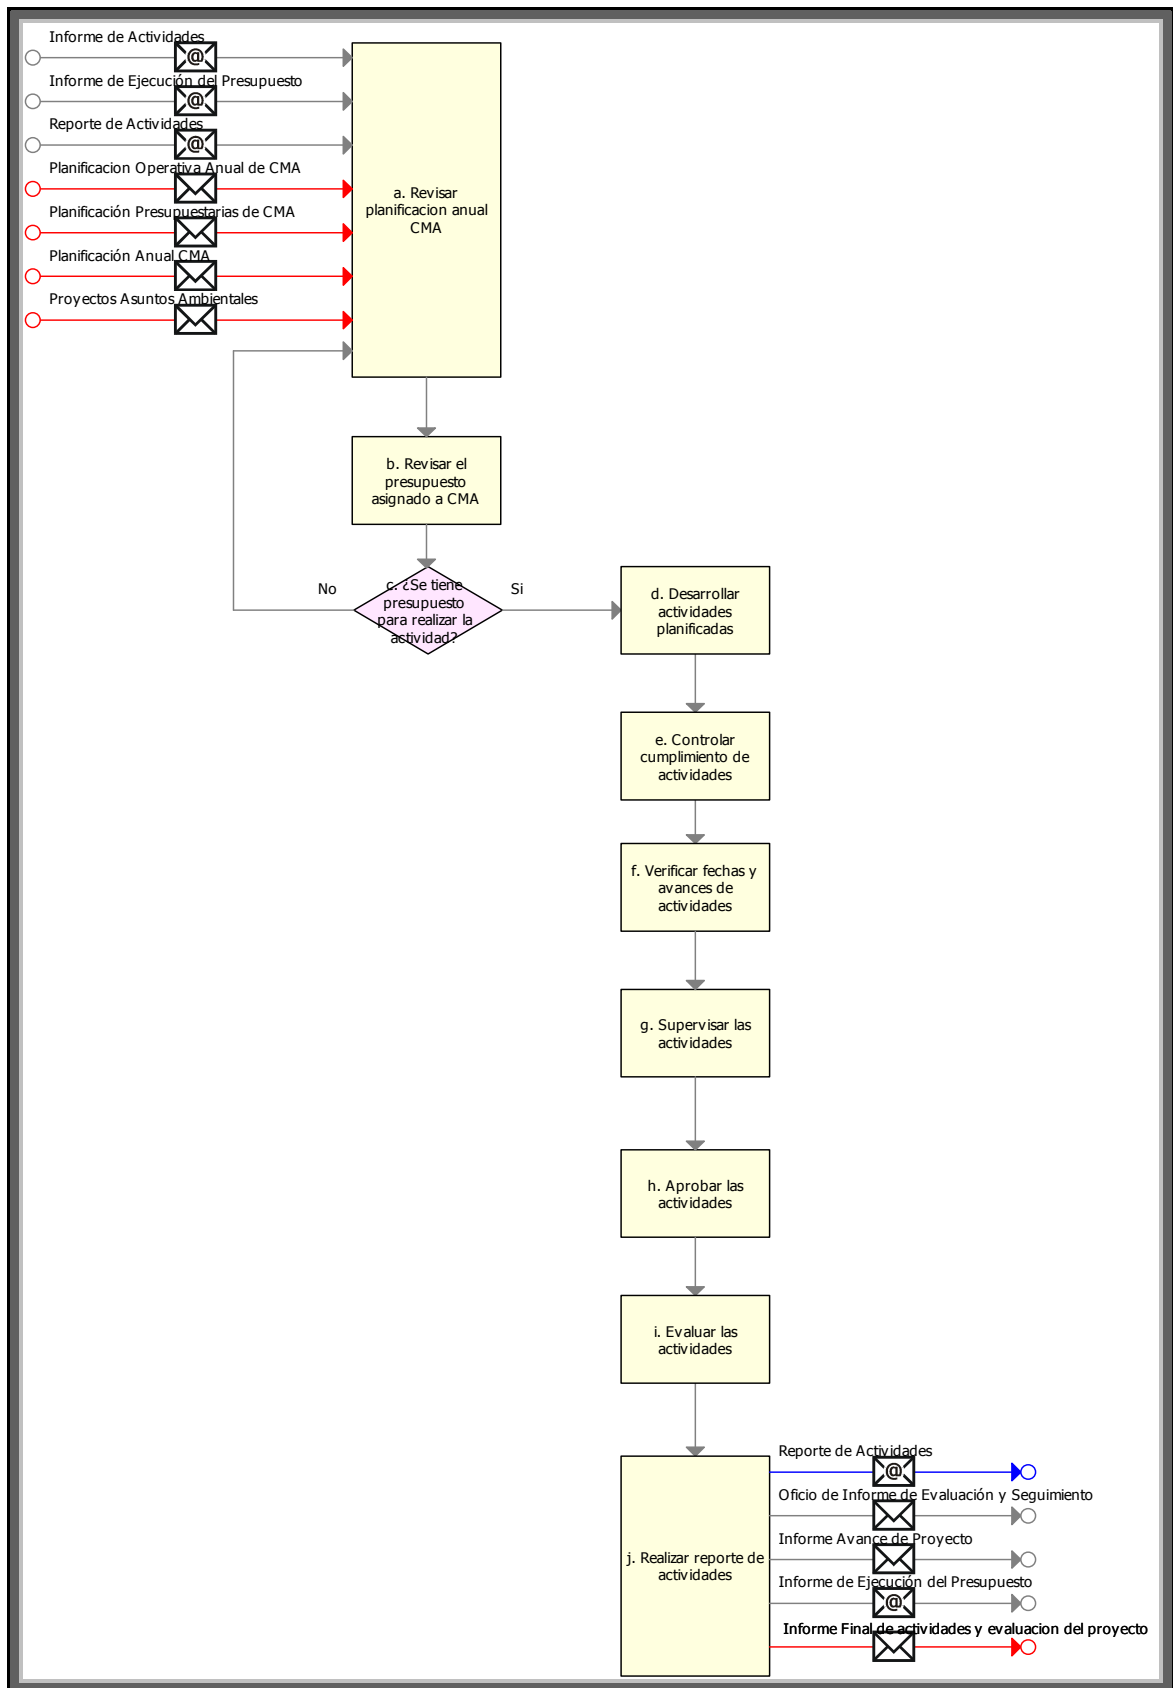 Informe de Actividades
@
Informe de Ejecución del Presupuesto
@
Reporte de Actividades
@
Planificacion Operativa Anual de CMA
Planificación Presupuestarias de CMA
Planificación Anual CMA
Proyectos Asuntos Ambientales
a. Revisar
planificacion anual
CMA
b. Revisar el
presupuesto
asignado a CMA
c. ¿Se tiene
presupuesto
para realizar la
actividad?
No
Si
d. Desarrollar
actividades
planificadas
e. Controlar
cumplimiento de
actividades
f. Verificar fechas y
avances de
actividades
g. Supervisar las
actividades
h. Aprobar las
actividades
i. Evaluar las
actividades
j. Realizar reporte de
actividades
Reporte de Actividades
@
Oficio de Informe de Evaluación y Seguimiento
Informe Avance de Proyecto
Informe de Ejecución del Presupuesto
@
Informe Final de actividades y evaluacion del proyecto